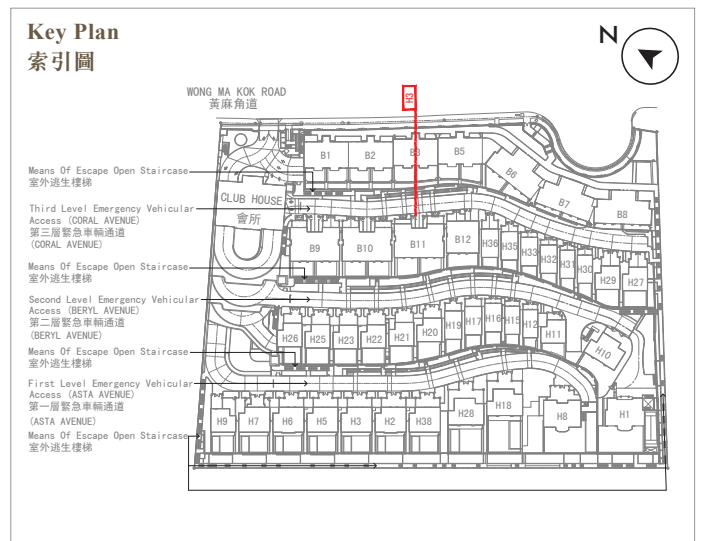 Key Plan
索引圖
N
WONG MA KOK ROAD
黃麻角道
H3
B1 B2 B3 B5
B6
B7
B8
Means Of Escape Open Staircase
室外逃生樓梯
CLUB HOUSE
會所
Third Level Emergency Vehicular
Access (CORAL AVENUE)
第三層緊急車輛通道
(CORAL AVENUE)
B9 B10 B11 B12 H36 H35 H33 H32 H31 H30 H29 H27
Means Of Escape Open Staircase
室外逃生樓梯
Second Level Emergency Vehicular
Access (BERYL AVENUE)
第二層緊急車輛通道
(BERYL AVENUE)
H26 H25 H23 H22 H21 H20 H19 H17 H16 H15 H12 H11 H10
Means Of Escape Open Staircase
室外逃生樓梯
First Level Emergency Vehicular
Access (ASTA AVENUE)
第一層緊急車輛通道
(ASTA AVENUE)
H9 H7 H6 H5 H3 H2 H38 H28 H18 H8 H1
Means Of Escape Open Staircase
室外逃生樓梯